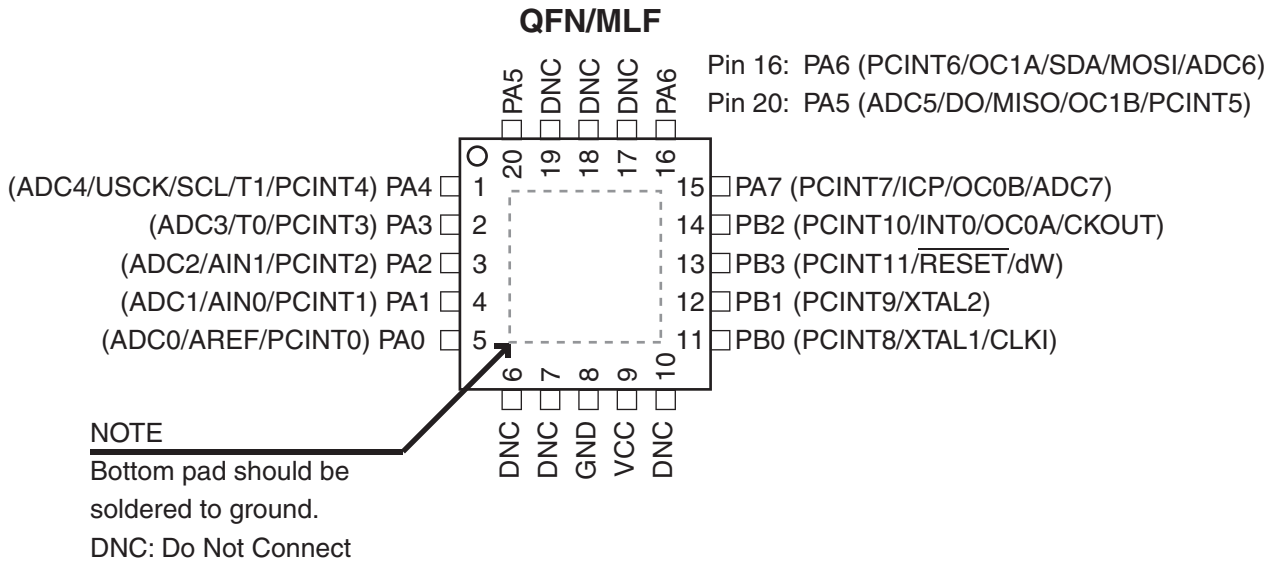 QFN/MLF
Pin 16: PA6 (PCINT6/OC1A/SDA/MOSI/ADC6)
Pin 20: PA5 (ADC5/DO/MISO/OC1B/PCINT5)
PA5
DNC
DNC
DNC
PA6
20
19
18
17
16
(ADC4/USCK/SCL/T1/PCINT4) PA4
1
15
PA7 (PCINT7/ICP/OC0B/ADC7)
(ADC3/T0/PCINT3) PA3
2
14
PB2 (PCINT10/INT0/OC0A/CKOUT)
(ADC2/AIN1/PCINT2) PA2
3
13
PB3 (PCINT11/RESET/dW)
(ADC1/AIN0/PCINT1) PA1
4
12
PB1 (PCINT9/XTAL2)
(ADC0/AREF/PCINT0) PA0
5
11
PB0 (PCINT8/XTAL1/CLKI)
6
7
8
9
10
DNC
DNC
GND
VCC
DNC
NOTE
Bottom pad should be
soldered to ground.
DNC: Do Not Connect